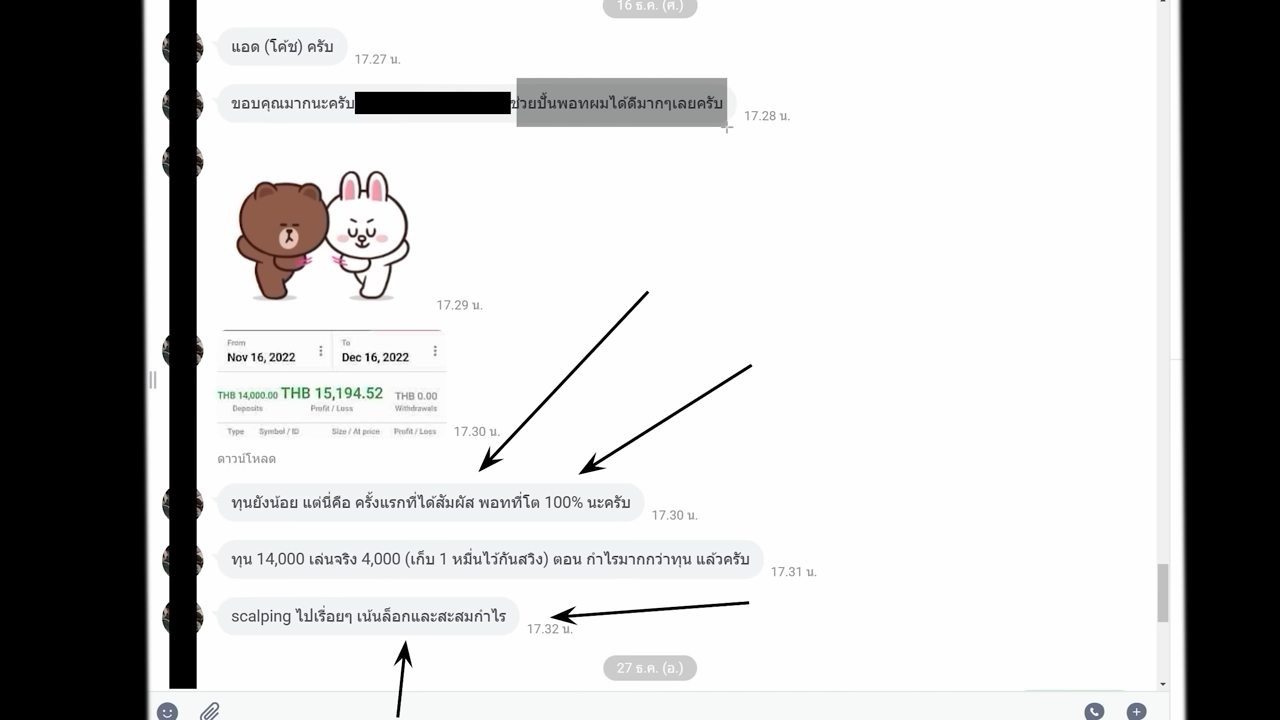 16 ธ.ค. (ศ.)
แอด (โค้ช) ครับ
17.27 น.
ขอบคุณมากนะครับ ช่วยปั้นพอทผมได้ดีมากๆเลยครับ
17.28 น.
17.29 น.
From To
Nov 16, 2022 Dec 16, 2022
THB 14,000.00 THB 15,194.52 THB 0.00
Deposits Profit / Loss Withdrawals
Type Symbol / ID Size / At price Profit / Loss
17.30 น.
ดาวน์โหลด
ทุนยังน้อย แต่นี่คือ ครั้งแรกที่ได้สัมผัส พอทที่โต 100% นะครับ
17.30 น.
ทุน 14,000 เล่นจริง 4,000 (เก็บ 1 หมื่นไว้กันสวิง) ตอน กำไรมากกว่าทุน แล้วครับ
17.31 น.
scalping ไปเรื่อยๆ เน้นล็อกและสะสมกำไร
17.32 น.
27 ธ.ค. (อ.)